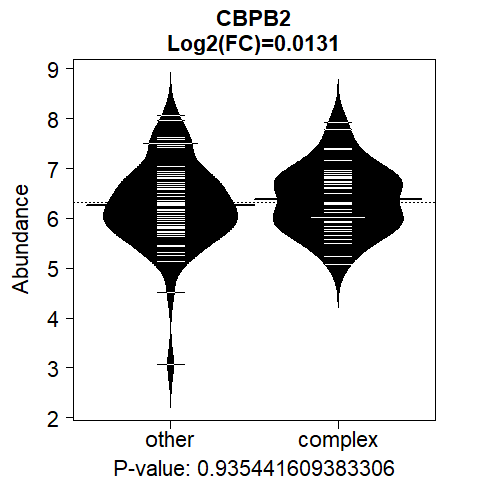 CBPB2
Log2(FC)=0.0131
9
8
7
6
5
4
3
2
Abundance
other complex
P-value: 0.935441609383306